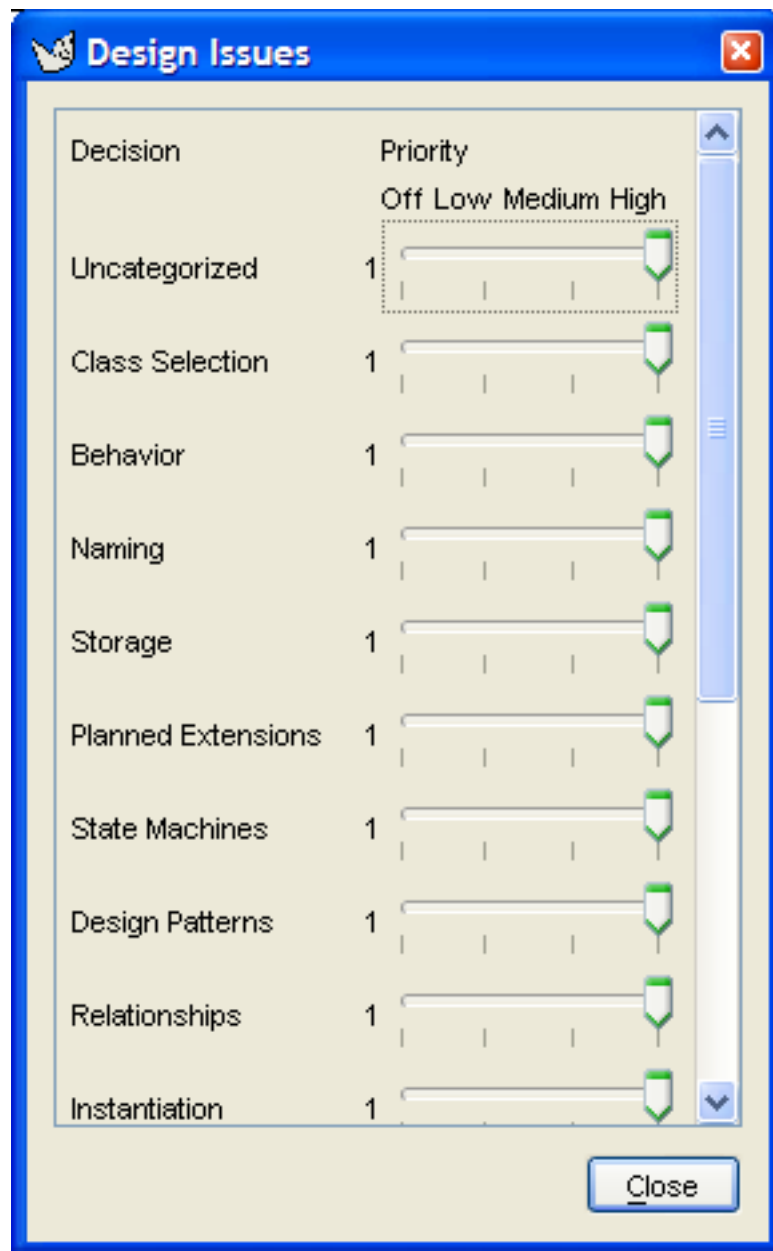 Design Issues
Decision Priority
Off Low Medium High
Uncategorized 1
Class Selection 1
Behavior 1
Naming 1
Storage 1
Planned Extensions 1
State Machines 1
Design Patterns 1
Relationships 1
Instantiation 1
Close